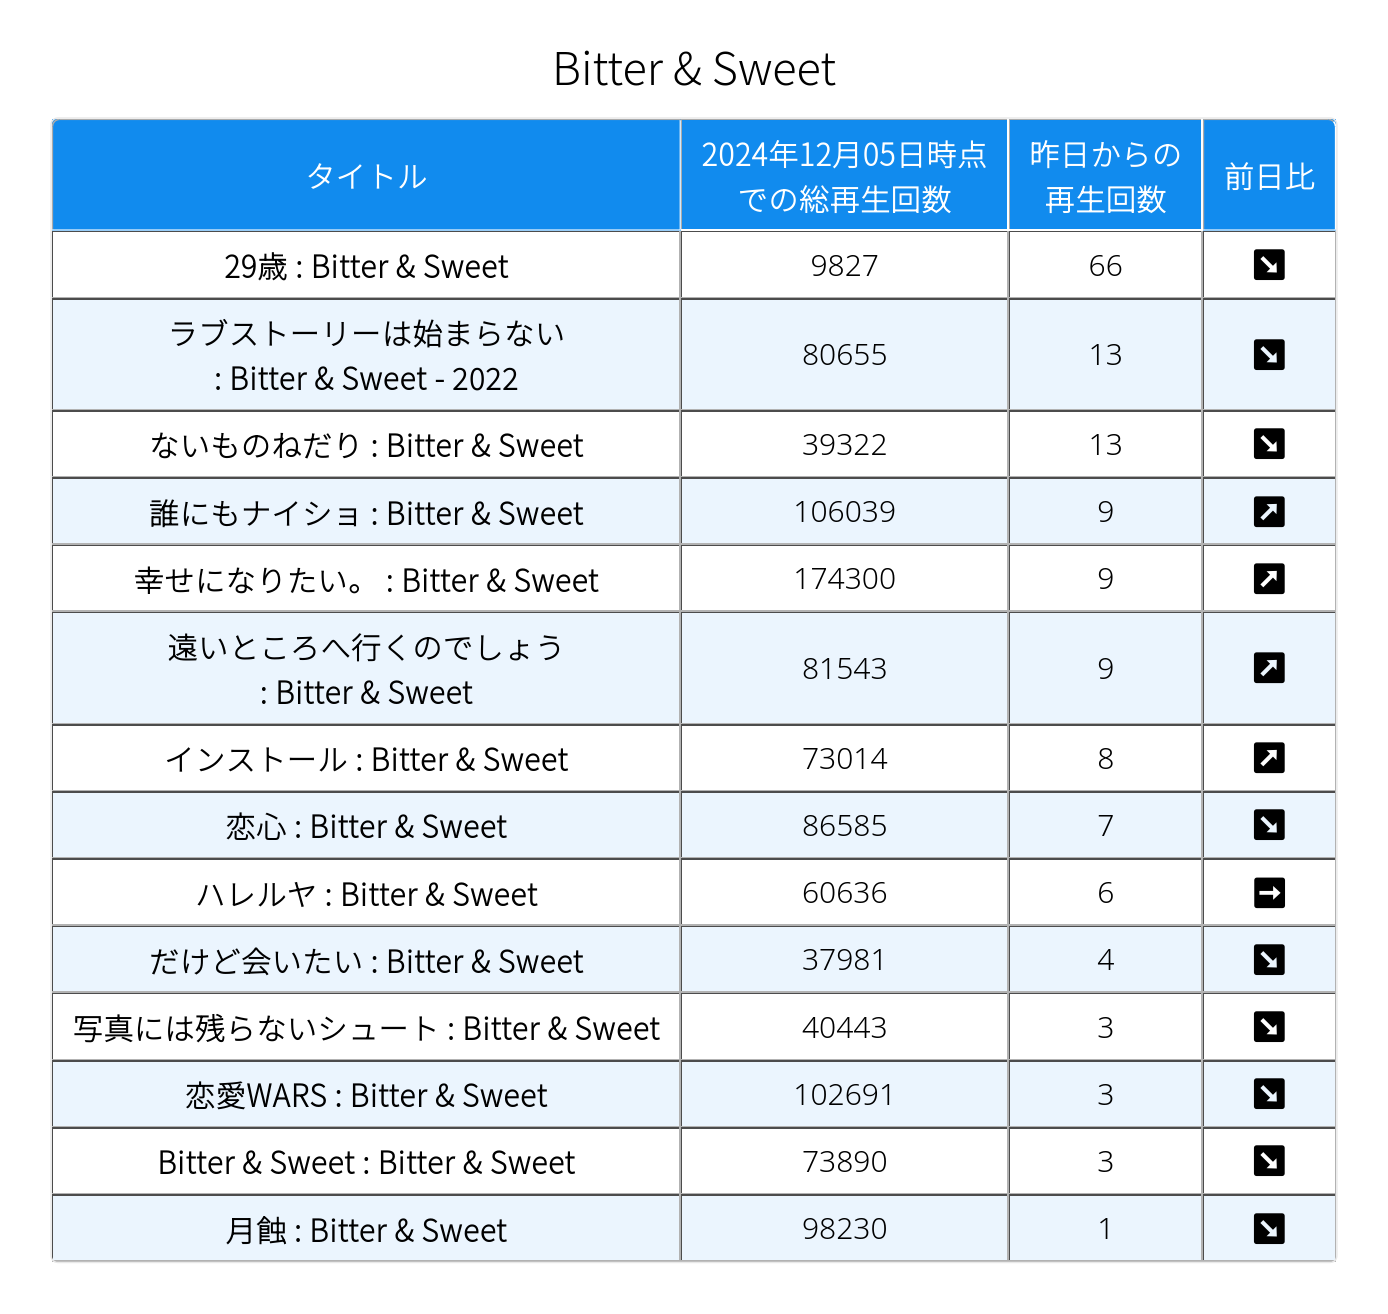 Bitter & Sweet
タイトル
2024年12月05日時点
での総再生回数
昨日からの
再生回数
前日比
29歳 : Bitter & Sweet
9827
66
ラブストーリーは始まらない
: Bitter & Sweet - 2022
80655
13
ないものねだり : Bitter & Sweet
39322
13
誰にもナイショ : Bitter & Sweet
106039
9
幸せになりたい。 : Bitter & Sweet
174300
9
遠いところへ行くのでしょう
: Bitter & Sweet
81543
9
インストール : Bitter & Sweet
73014
8
恋心 : Bitter & Sweet
86585
7
ハレルヤ : Bitter & Sweet
60636
6
だけど会いたい : Bitter & Sweet
37981
4
写真には残らないシュート : Bitter & Sweet
40443
3
恋愛WARS : Bitter & Sweet
102691
3
Bitter & Sweet : Bitter & Sweet
73890
3
月蝕 : Bitter & Sweet
98230
1